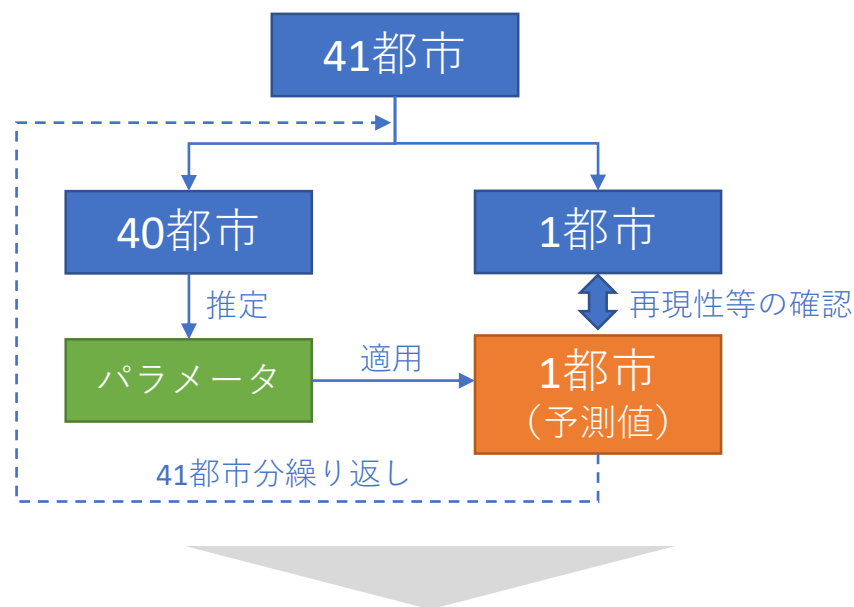 41都市
40都市
1都市
推定
再現性等の確認
パラメータ
適用
1都市
（予測値）
41都市分繰り返し